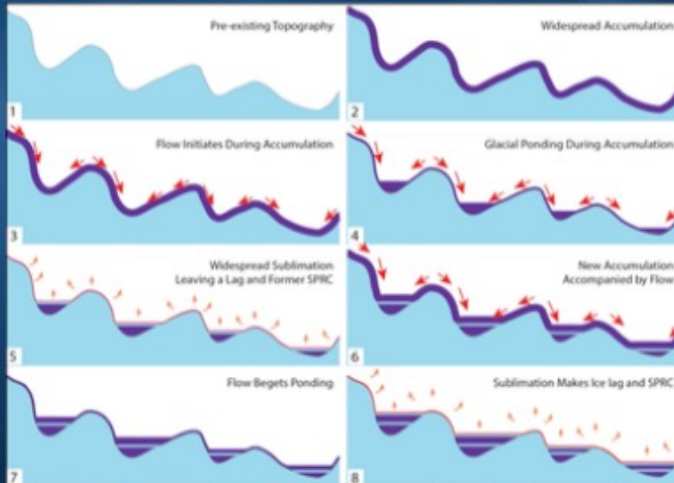 Pre-existing Topography
1
Widespread Accumulation
2
Flow Initiates During Accumulation
3
Glacial Ponding During Accumulation
4
Widespread Sublimation
Leaving a Lag and Former SPRC
5
New Accumulation
Accompanied by Flow
6
Flow Begets Ponding
7
Sublimation Makes Ice lag and SPRC
8